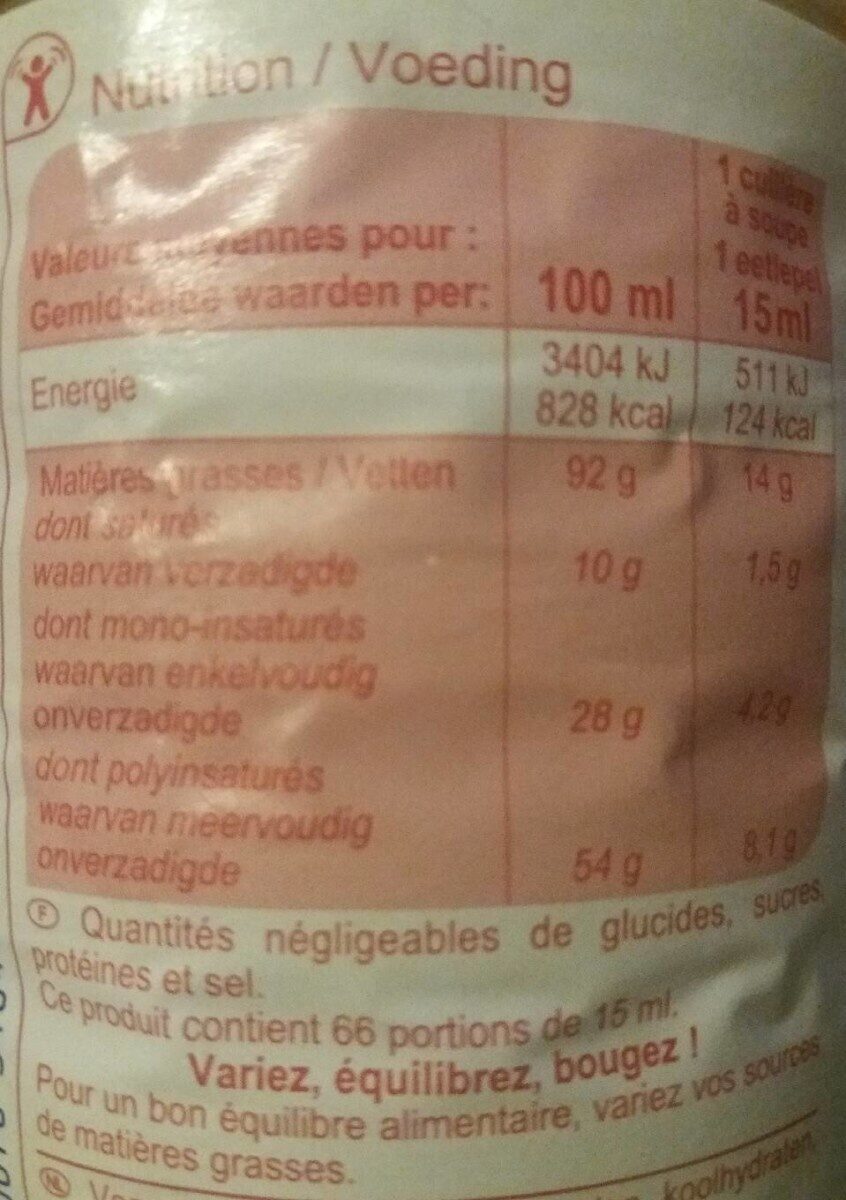 Nutrition / Voeding
1 cuillère
à soupe
1 eetlepel
Valeurs moyennes pour :
Gemiddelde waarden per: 100 ml 15ml
Energie 3404 kJ 511 kJ
828 kcal 124 kcal
Matières grasses / Vetten 92 g 14 g
dont saturés
waarvan verzadigde 10 g 1,5 g
dont mono-insaturés
waarvan enkelvoudig
onverzadigde 28 g 4,2 g
dont polyinsaturés
waarvan meervoudig
onverzadigde 54 g 8,1 g
F Quantités négligeables de glucides, sucres,
protéines et sel.
Ce produit contient 66 portions de 15 ml.
Variez, équilibrez, bougez !
Pour un bon équilibre alimentaire, variez vos sources
de matières grasses.
NL koolhydraten,